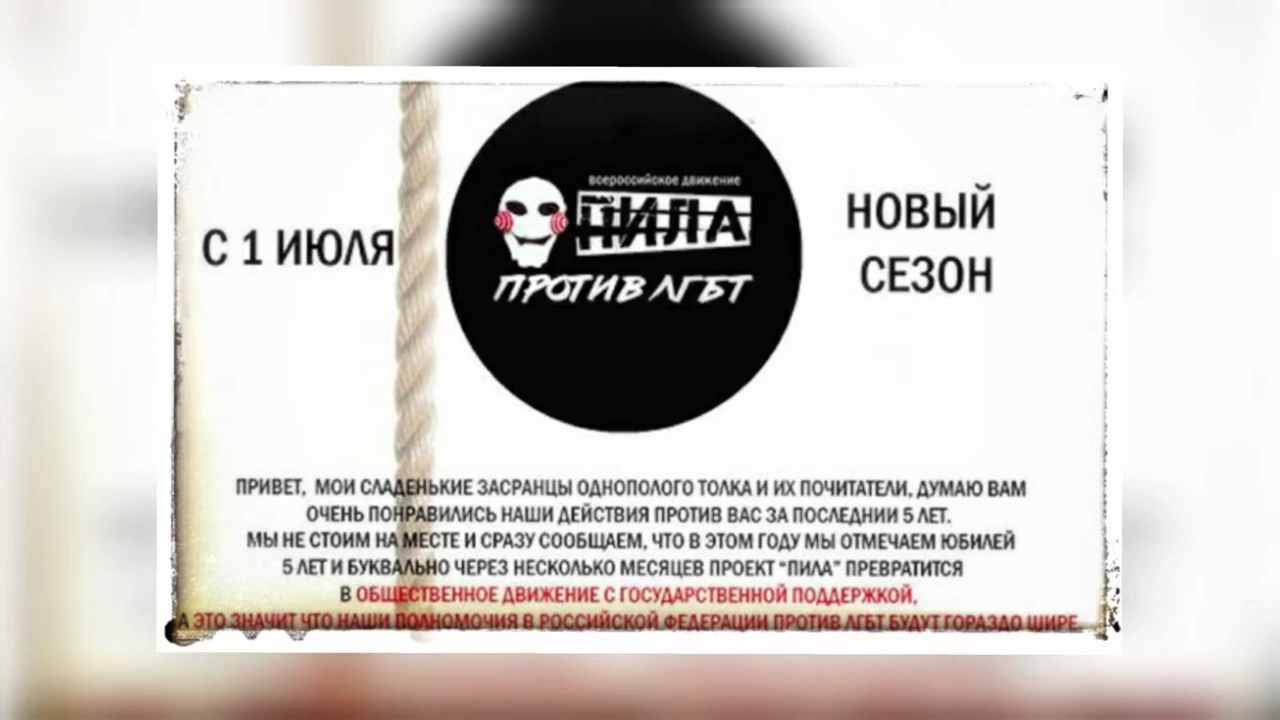 С 1 ИЮЛЯ
всероссийское движение
ПИЛА
ПРОТИВ ЛГБТ
НОВЫЙ
СЕЗОН
ПРИВЕТ, МОИ СЛАДЕНЬКИЕ ЗАСРАНЦЫ ОДНОПОЛОГО ТОЛКА И ИХ ПОЧИТАТЕЛИ, ДУМАЮ ВАМ
ОЧЕНЬ ПОНРАВИЛИСЬ НАШИ ДЕЙСТВИЯ ПРОТИВ ВАС ЗА ПОСЛЕДНИИ 5 ЛЕТ.
МЫ НЕ СТОИМ НА МЕСТЕ И СРАЗУ СООБЩАЕМ, ЧТО В ЭТОМ ГОДУ МЫ ОТМЕЧАЕМ ЮБИЛЕЙ
5 ЛЕТ И БУКВАЛЬНО ЧЕРЕЗ НЕСКОЛЬКО МЕСЯЦЕВ ПРОЕКТ "ПИЛА" ПРЕВРАТИТСЯ
В ОБЩЕСТВЕННОЕ ДВИЖЕНИЕ С ГОСУДАРСТВЕННОЙ ПОДДЕРЖКОЙ,
А ЭТО ЗНАЧИТ ЧТО НАШИ ПОЛНОМОЧИЯ В РОССИЙСКОЙ ФЕДЕРАЦИИ ПРОТИВ ЛГБТ БУДУТ ГОРАЗДО ШИРЕ.